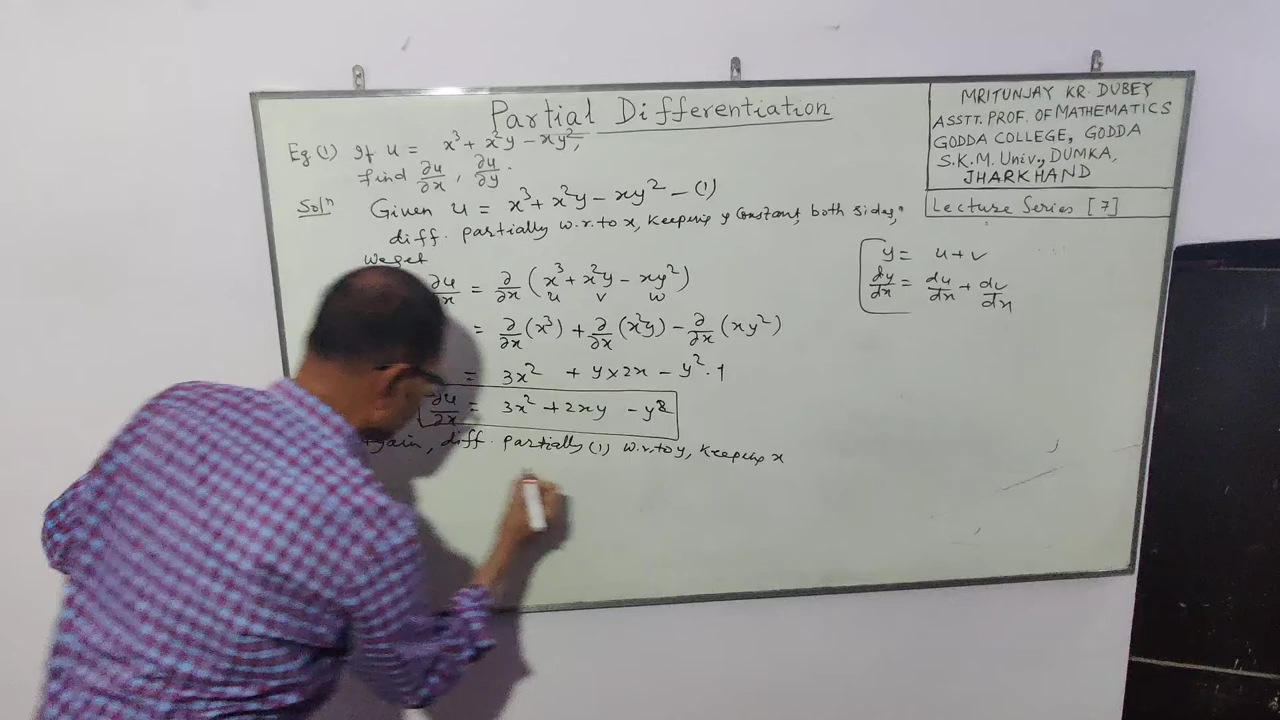 Partial Differentiation
MRITUNJAY KR. DUBEY
ASSTT. PROF. OF MATHEMATICS
GODDA COLLEGE, GODDA
S.K.M. Univ., DUMKA,
JHARKHAND
Lecture Series [7]
Eg (1) If u = x³ + x²y - xy²,
find ∂u/∂x, ∂u/∂y.
Solⁿ Given u = x³ + x²y - xy² - (1)
diff. partially w.r.to x, keeping y constant, both sides,
we get
∂u/∂x = ∂/∂x (x³ + x²y - xy²)
u v w
= ∂/∂x (x³) + ∂/∂x (x²y) - ∂/∂x (xy²)
= 3x² + y×2x - y².1
∂u/∂x = 3x² + 2xy - y²
Again, diff. partially (1) w.r.to y, keeping x
y = u+v
dy/dx = du/dx + dv/dx